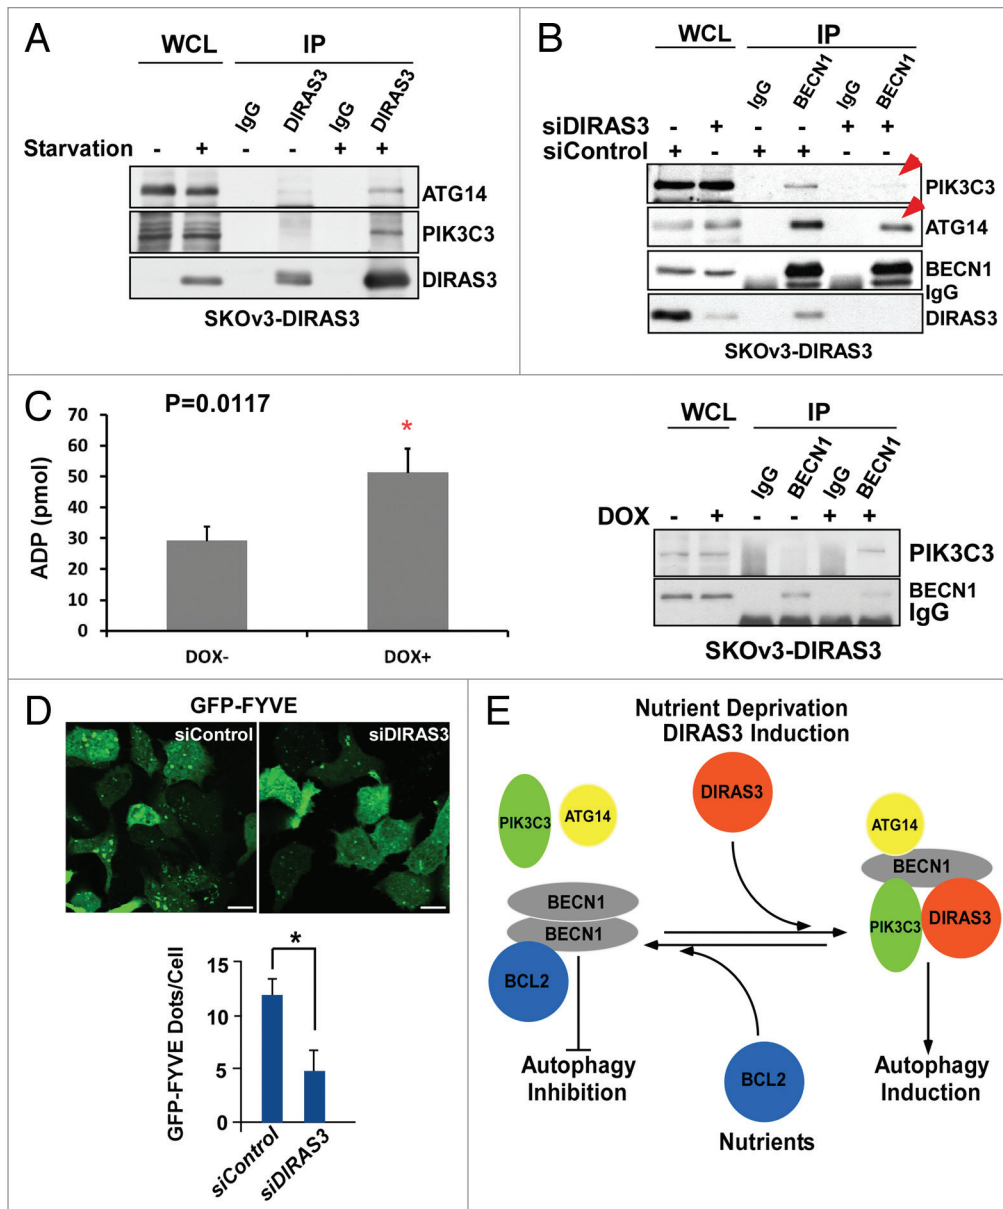 A
WCL IP
IgG DIRAS3 IgG DIRAS3
Starvation - + - - + +
ATG14
PIK3C3
DIRAS3
SKOv3-DIRAS3
B
WCL IP
IgG BECN1 IgG BECN1
siDIRAS3 - + - - + +
siControl + - + + - -
PIK3C3
ATG14
BECN1
IgG
DIRAS3
SKOv3-DIRAS3
C
P=0.0117
*
ADP (pmol)
70
60
50
40
30
20
10
0
DOX- DOX+
WCL IP
IgG BECN1 IgG BECN1
DOX - + - - + +
PIK3C3
BECN1
IgG
SKOv3-DIRAS3
D
GFP-FYVE
siControl siDIRAS3
*
GFP-FYVE Dots/Cell
15
10
5
0
siControl siDIRAS3
E
Nutrient Deprivation
DIRAS3 Induction
DIRAS3
PIK3C3 ATG14
BECN1
BECN1
BCL2
ATG14
BECN1
PIK3C3 DIRAS3
Autophagy
Inhibition
BCL2
Nutrients
Autophagy
Induction